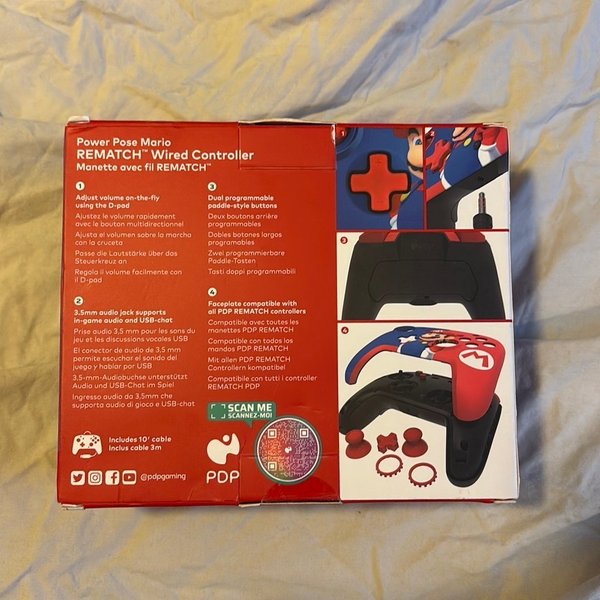 Power Pose Mario
REMATCH™ Wired Controller
Manette avec fil REMATCH™
1
Adjust volume on-the-fly
using the D-pad
Ajustez le volume rapidement
avec le bouton multidirectionnel
Ajusta el volumen sobre la marcha
con la cruceta
Passe die Lautstärke über das
Steuerkreuz an
Regola il volume facilmente con
il D-pad
2
3.5mm audio jack supports
in-game audio and USB-chat
Prise audio 3,5 mm pour les sons du
jeu et les discussions vocales USB
El conector de audio de 3,5 mm
permite escuchar el sonido del
juego y hablar por USB
3,5-mm-Audiobuchse unterstützt
Audio und USB-Chat im Spiel
Ingresso audio da 3,5mm che
supporta audio di gioco e USB-chat
3
Dual programmable
paddle-style buttons
Deux boutons arrière
programmables
Dobles botones largos
programables
Zwei programmierbare
Paddle-Tasten
Tasti doppi programmabili
4
Faceplate compatible with
all PDP REMATCH controllers
Compatible avec toutes les
manettes PDP REMATCH
Compatible con todos los
mandos PDP REMATCH
Mit allen PDP REMATCH
Controllern kompatibel
Compatibile con tutti i controller
REMATCH PDP
SCAN ME
SCANNEZ-MOI
Includes 10' cable
Inclus cable 3m
@pdpgaming
PDP
1
3
4
M